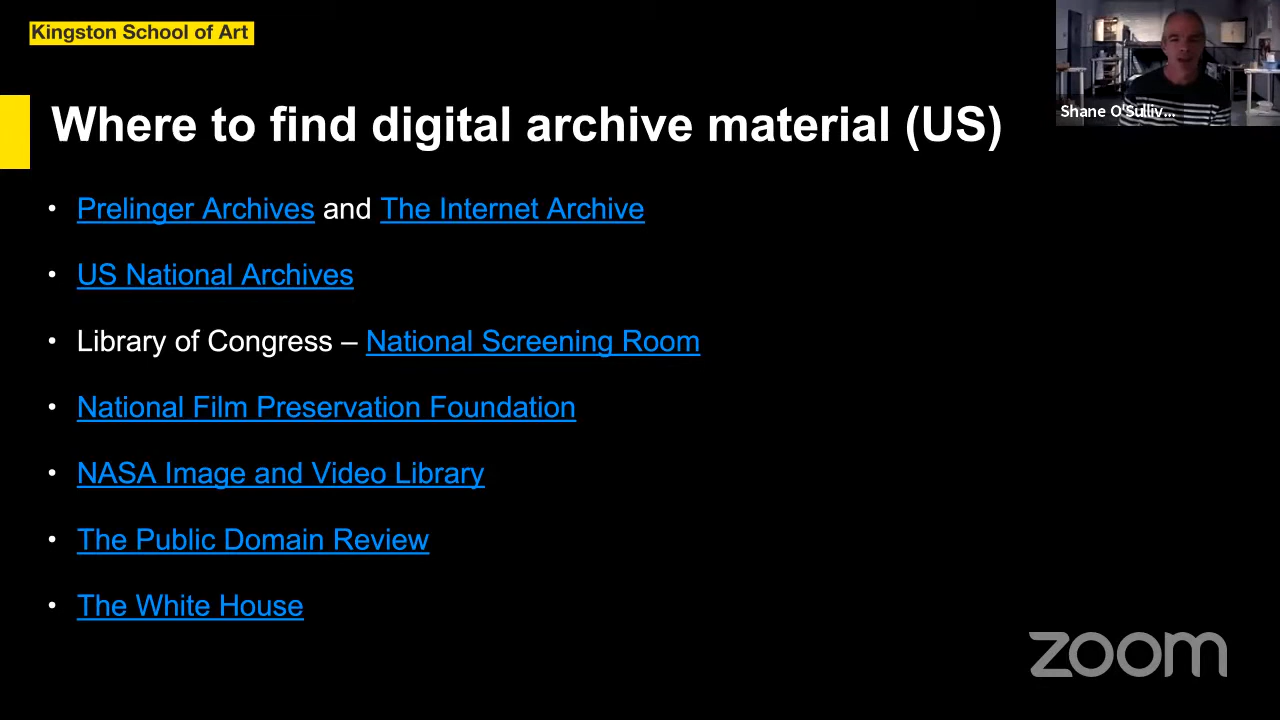 Kingston School of Art
Shane O'Sulliv...
Where to find digital archive material (US)
• Prelinger Archives and The Internet Archive
• US National Archives
• Library of Congress – National Screening Room
• National Film Preservation Foundation
• NASA Image and Video Library
• The Public Domain Review
• The White House
zoom